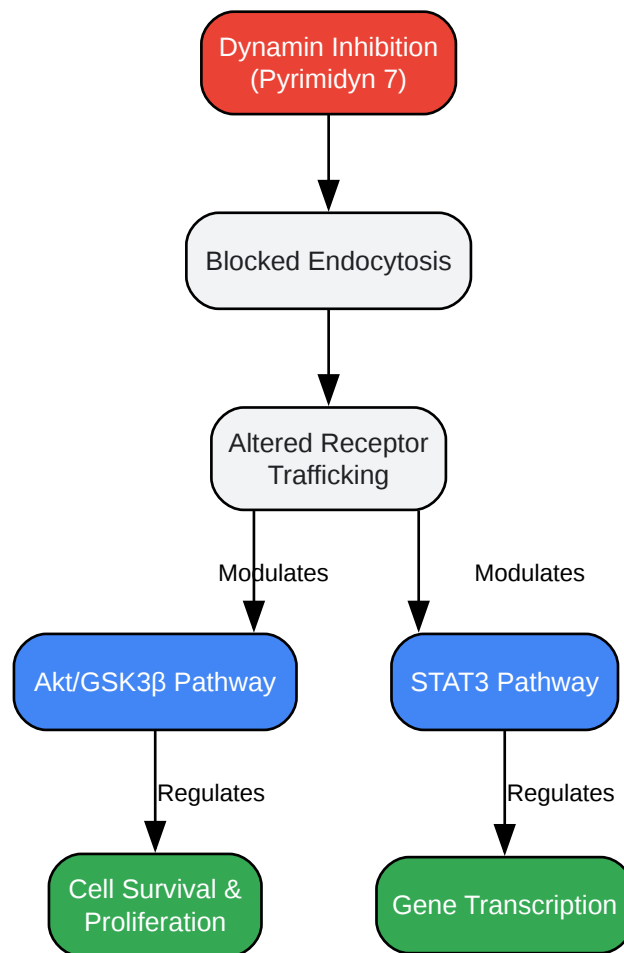 Dynamin Inhibition
(Pyrimidyn 7)
Blocked Endocytosis
Altered Receptor
Trafficking
Modulates
Modulates
Akt/GSK3β Pathway
STAT3 Pathway
Regulates
Regulates
Cell Survival &
Proliferation
Gene Transcription